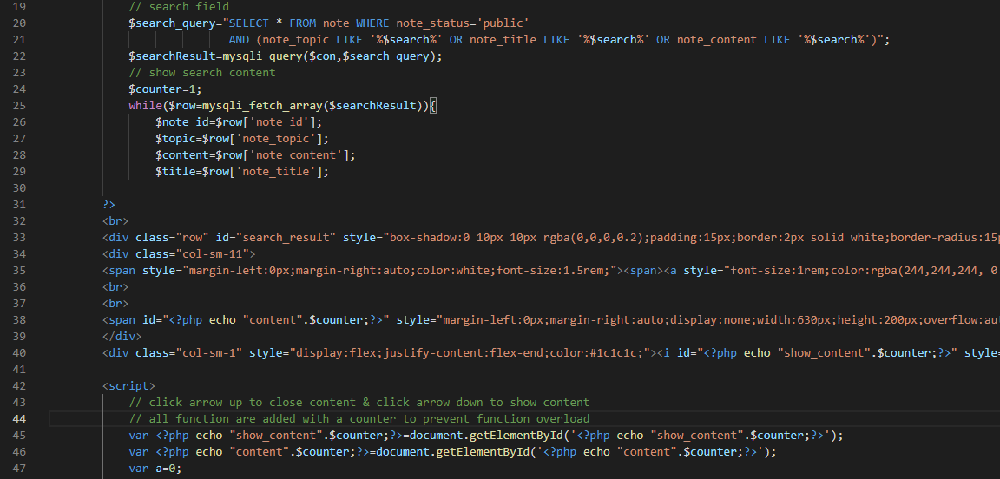 19 // search field
20 $search_query="SELECT * FROM note WHERE note_status='public'
21 AND (note_topic LIKE '%$search%' OR note_title LIKE '%$search%' OR note_content LIKE '%$search%')";
22 $searchResult=mysqli_query($con,$search_query);
23 // show search content
24 $counter=1;
25 while($row=mysqli_fetch_array($searchResult)){
26 $note_id=$row['note_id'];
27 $topic=$row['note_topic'];
28 $content=$row['note_content'];
29 $title=$row['note_title'];
30
31 ?>
32 <br>
33 <div class="row" id="search_result" style="box-shadow:0 10px 10px rgba(0,0,0,0.2);padding:15px;border:2px solid white;border-radius:15p
34 <div class="col-sm-11">
35 <span style="margin-left:0px;margin-right:auto;color:white;font-size:1.5rem;"><span><a style="font-size:1rem;color:rgba(244,244,244, 0
36 <br>
37 <br>
38 <span id="<?php echo "content".$counter;?>" style="margin-left:0px;margin-right:auto;display:none;width:630px;height:200px;overflow:au
39 </div>
40 <div class="col-sm-1" style="display:flex;justify-content:flex-end;color:#1c1c1c;"><i id="<?php echo "show_content".$counter;?>" style=
41
42 <script>
43 // click arrow up to close content & click arrow down to show content
44 // all function are added with a counter to prevent function overload
45 var <?php echo "show_content".$counter;?>=document.getElementById('<?php echo "show_content".$counter;?>');
46 var <?php echo "content".$counter;?>=document.getElementById('<?php echo "content".$counter;?>');
47 var a=0;